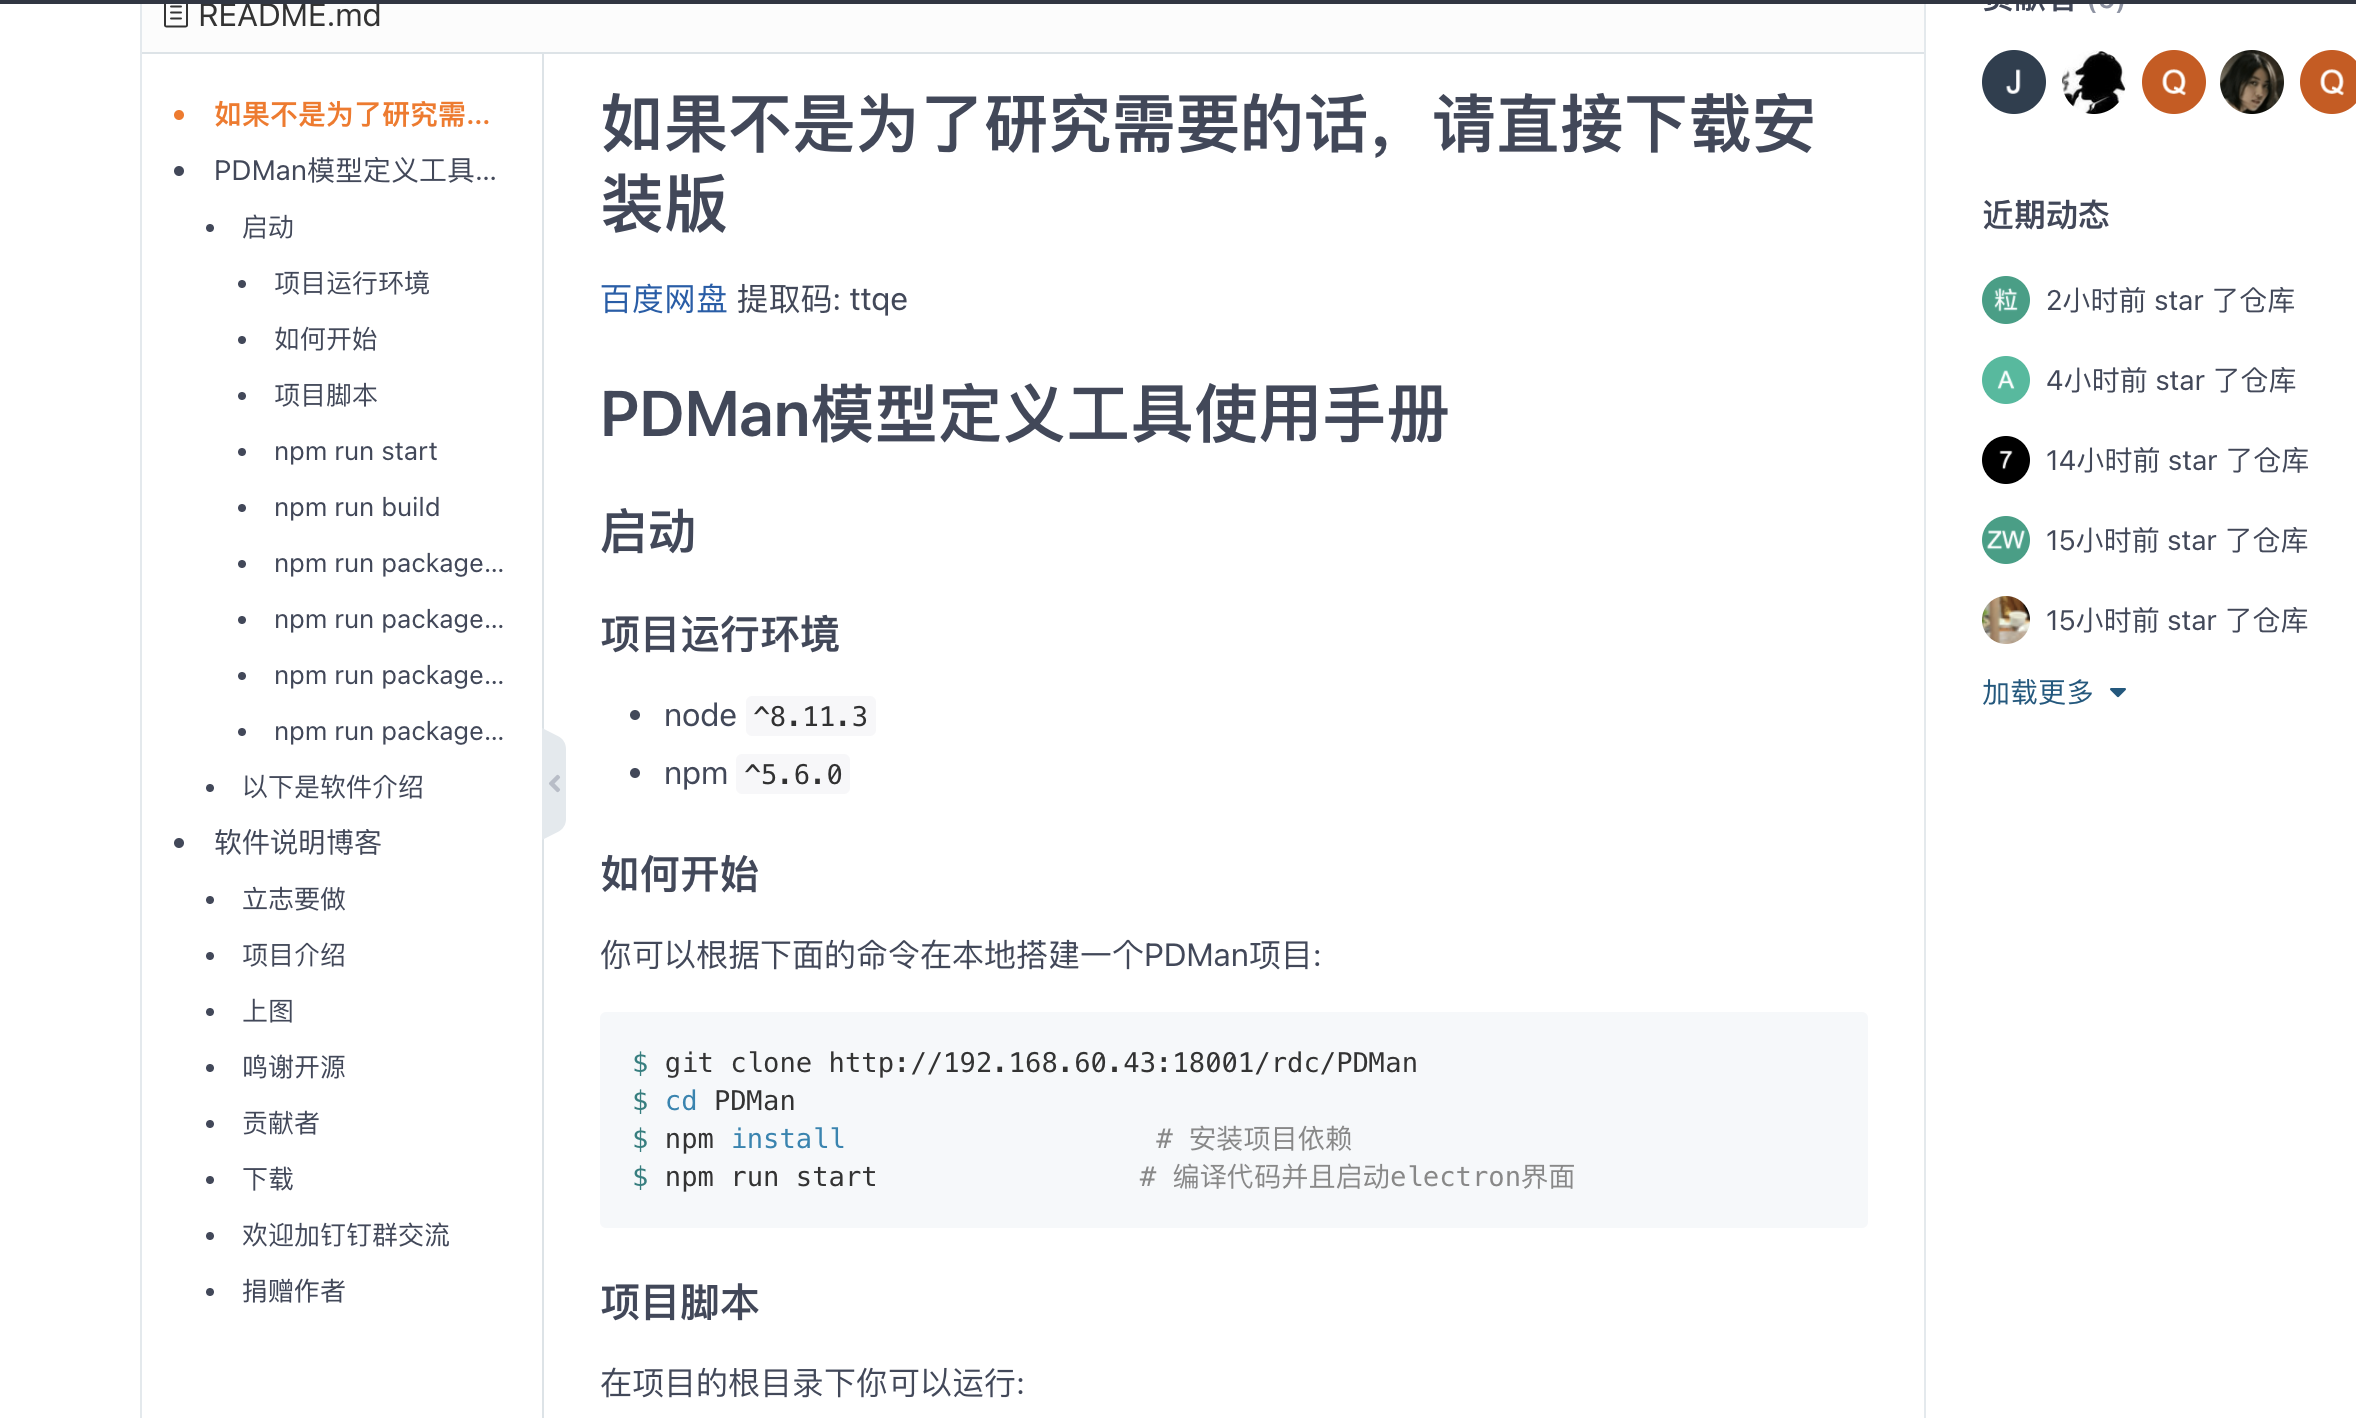 README.md
如果不是为了研究需...
PDMan模型定义工具...
启动
项目运行环境
如何开始
项目脚本
npm run start
npm run build
npm run package...
npm run package...
npm run package...
npm run package...
以下是软件介绍
软件说明博客
立志要做
项目介绍
上图
鸣谢开源
贡献者
下载
欢迎加钉钉群交流
捐赠作者
如果不是为了研究需要的话，请直接下载安
装版
百度网盘 提取码: ttqe
PDMan模型定义工具使用手册
启动
项目运行环境
node ^8.11.3
npm ^5.6.0
如何开始
你可以根据下面的命令在本地搭建一个PDMan项目:
$ git clone http://192.168.60.43:18001/rdc/PDMan
$ cd PDMan
$ npm install # 安装项目依赖
$ npm run start # 编译代码并且启动electron界面
项目脚本
在项目的根目录下你可以运行:
J Q Q
近期动态
粒 2小时前 star 了仓库
A 4小时前 star 了仓库
7 14小时前 star 了仓库
ZW 15小时前 star 了仓库
15小时前 star 了仓库
加载更多